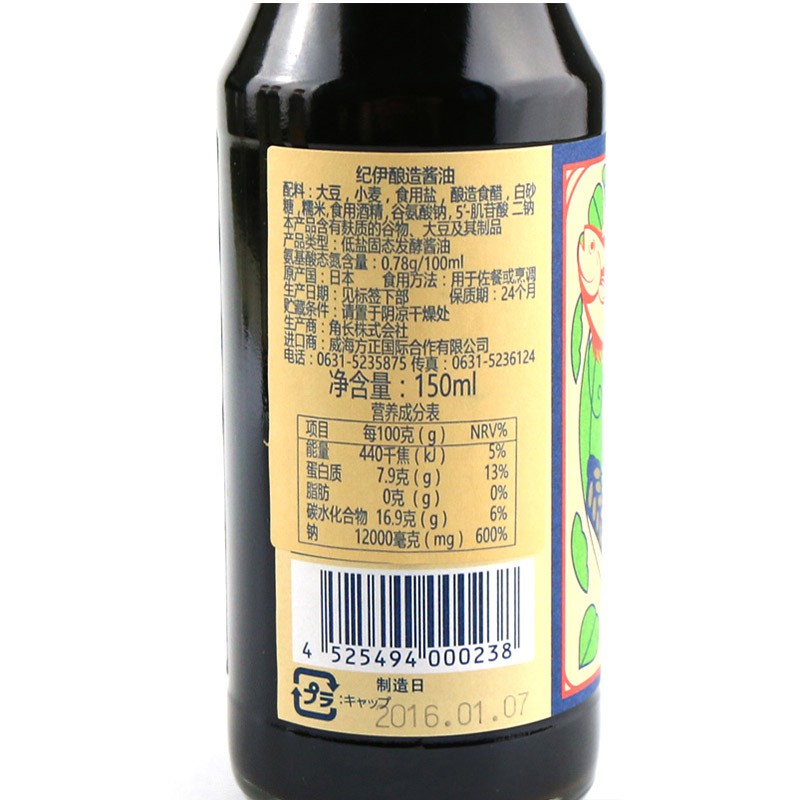 纪伊酿造酱油
配料：大豆，小麦，食用盐，酿造食醋，白砂
糖，糯米，食用酒精，谷氨酸钠，5'-肌苷酸二钠
本产品含有麸质的谷物、大豆及其制品
产品类型：低盐固态发酵酱油
氨基酸态氮含量：0.78g/100ml
原产国：日本 食用方法：用于佐餐或烹调
生产日期：见标签下部 保质期：24个月
贮藏条件：请置于阴凉干燥处
生产商：角长株式会社
进口商：威海方正国际合作有限公司
电话：0631-5235875 传真：0631-5236124
净含量：150ml
营养成分表
项目 每100克(g) NRV%
能量 440千焦(kJ) 5%
蛋白质 7.9克(g) 13%
脂肪 0克(g) 0%
碳水化合物 16.9克(g) 6%
钠 12000毫克(mg) 600%
4 525494 000238
制造日
プラ :キャップ
2016.01.07